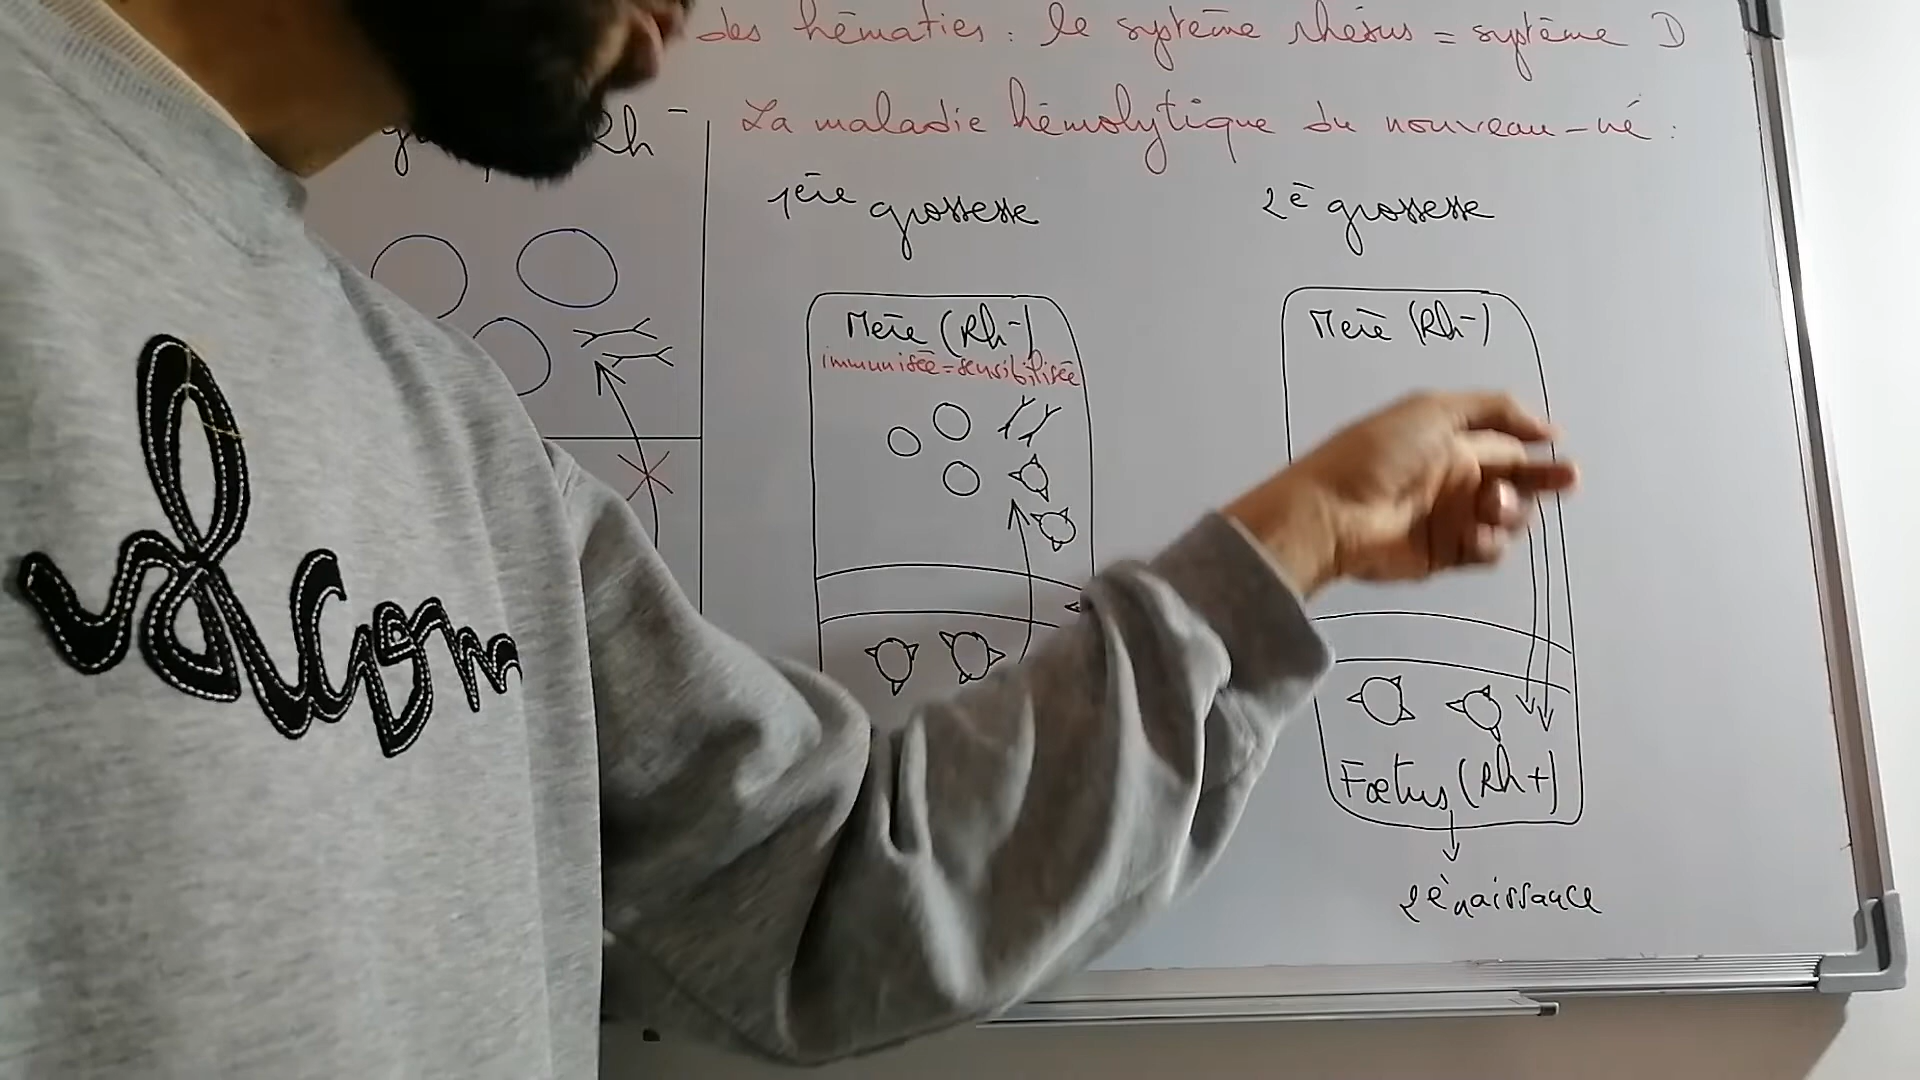 des hématies : le système rhésus = système D
Rh⁻
La maladie hémolytique du nouveau-né :
1ère grossesse
2è grossesse
Mère (Rh⁻)
immunisée = sensibilisée
Mère (Rh⁻)
Fœtus (Rh+)
2è naissance